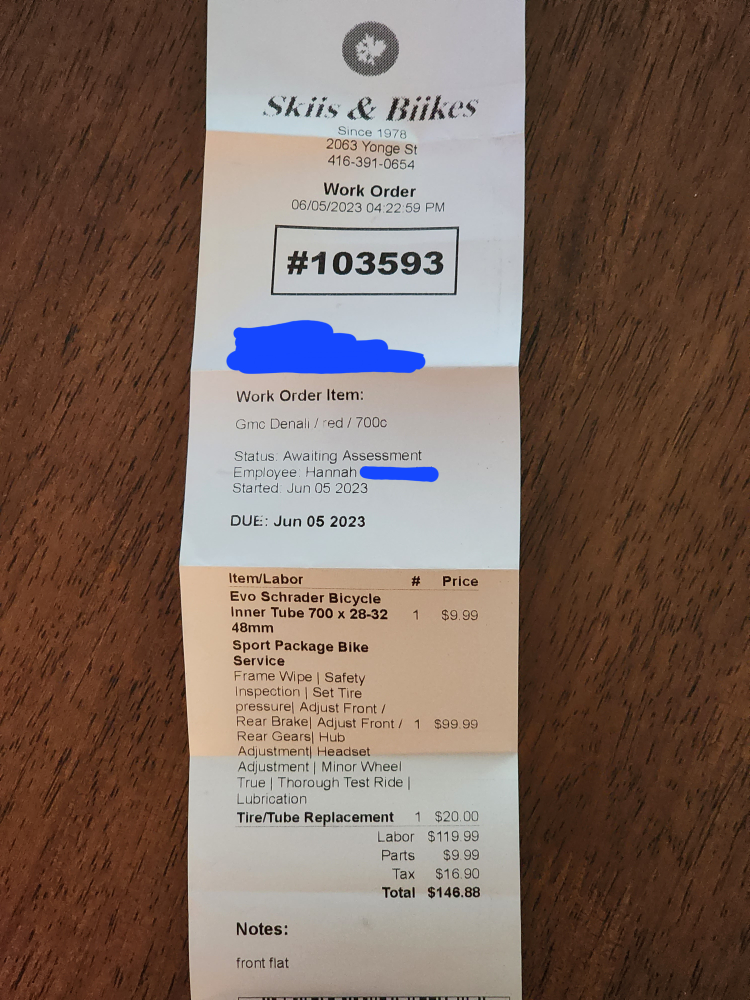 Skiis & Biikes
Since 1978
2063 Yonge St
416-391-0654
Work Order
06/05/2023 04:22:59 PM
#103593
Work Order Item:
Gmc Denali / red / 700c
Status: Awaiting Assessment
Employee: Hannah
Started: Jun 05 2023
DUE: Jun 05 2023
Item/Labor # Price
Evo Schrader Bicycle
Inner Tube 700 x 28-32 1 $9.99
48mm
Sport Package Bike
Service
Frame Wipe | Safety
Inspection | Set Tire
pressure| Adjust Front /
Rear Brake| Adjust Front / 1 $99.99
Rear Gears| Hub
Adjustment| Headset
Adjustment | Minor Wheel
True | Thorough Test Ride |
Lubrication
Tire/Tube Replacement 1 $20.00
Labor $119.99
Parts $9.99
Tax $16.90
Total $146.88
Notes:
front flat